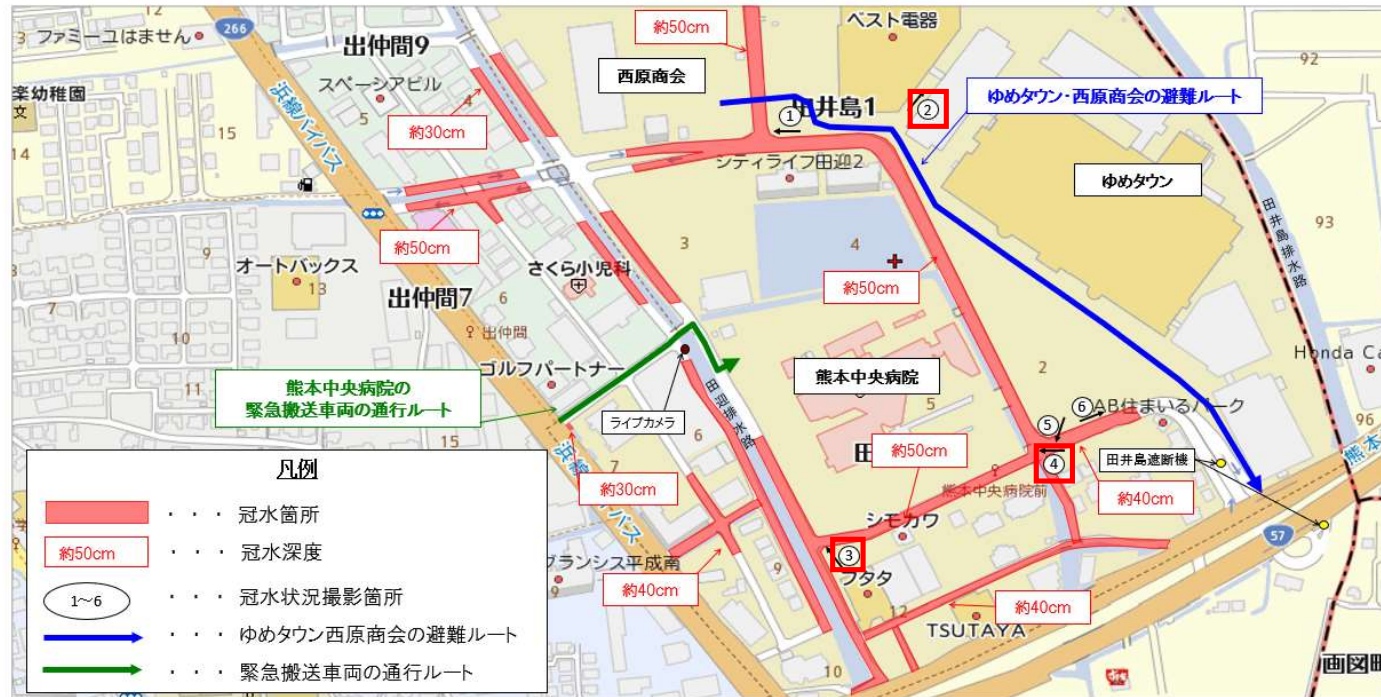 3
ファミーユはません
266
出仲間9
約50cm
ベスト電器
92
西原商会
スペーシアビル
楽幼稚園
文
15
5
4
浜線バイパス
約30cm
①
田井島1
②
ゆめタウン・西原商会の避難ルート
14
シティライフ田迎2
ゆめタウン
約50cm
田井島排水路
93
9
3
4
オートバックス
13
さくら小児科
約50cm
出仲間7
6
7
出仲間
10
2
Honda Ca
ゴルフパートナー
熊本中央病院
11
熊本中央病院の
緊急搬送車両の通行ルート
田迎排水路
5
⑥
AB住まいるパーク
ライブカメラ
⑤
96
15
6
約50cm
田
④
田井島遮断機
熊本
凡例
浜線バイパス
7
約30cm
熊本中央病院前
約40cm
冠水箇所
シモカワ
57
約50cm
・・・ 冠水深度
グランシス平成南
9
③
フタタ
1～6
・・・ 冠水状況撮影箇所
約40cm
12
約40cm
TSUTAYA
・・・ ゆめタウン西原商会の避難ルート
・・・ 緊急搬送車両の通行ルート
10
画図町